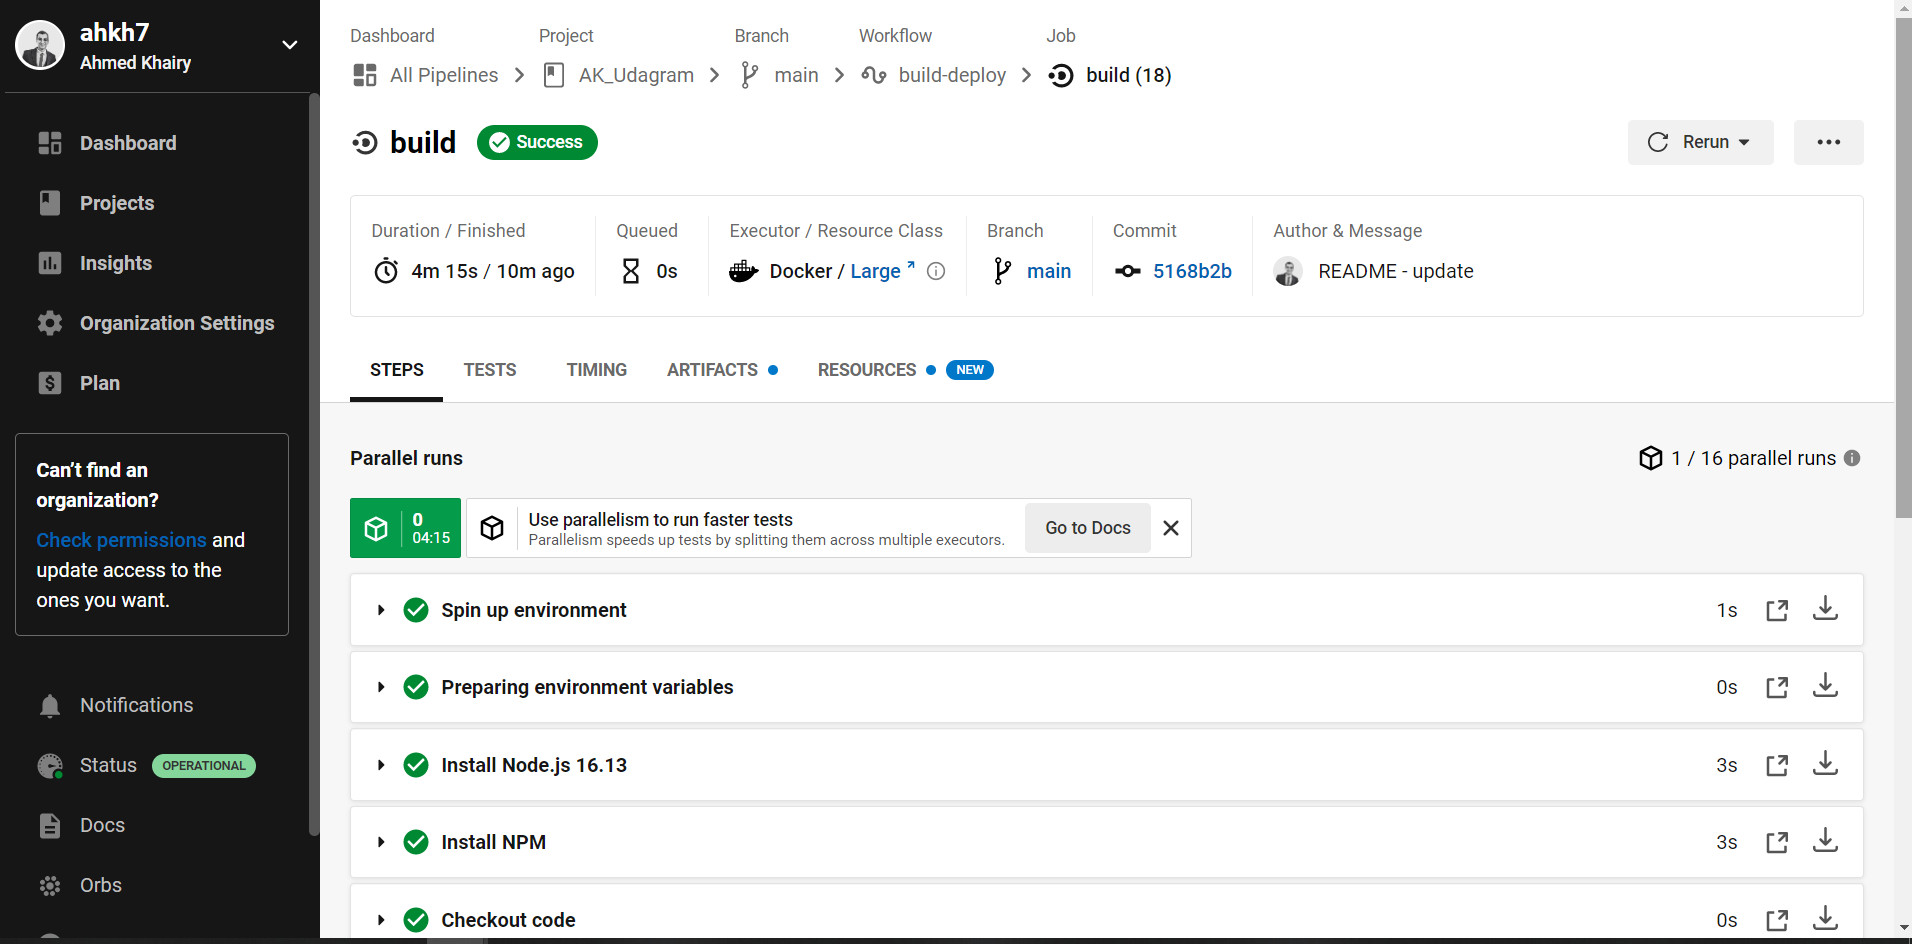 ahkh7
Ahmed Khairy
Dashboard
Projects
Insights
Organization Settings
Plan
Can't find an
organization?
Check permissions and
update access to the
ones you want.
Notifications
Status OPERATIONAL
Docs
Orbs
Dashboard Project Branch Workflow Job
All Pipelines AK_Udagram main build-deploy build (18)
build Success Rerun
Duration / Finished Queued Executor / Resource Class Branch Commit Author & Message
4m 15s / 10m ago 0s Docker / Large main 5168b2b README - update
STEPS TESTS TIMING ARTIFACTS RESOURCES NEW
Parallel runs 1 / 16 parallel runs
0
04:15
Use parallelism to run faster tests
Parallelism speeds up tests by splitting them across multiple executors.
Go to Docs
Spin up environment 1s
Preparing environment variables 0s
Install Node.js 16.13 3s
Install NPM 3s
Checkout code 0s